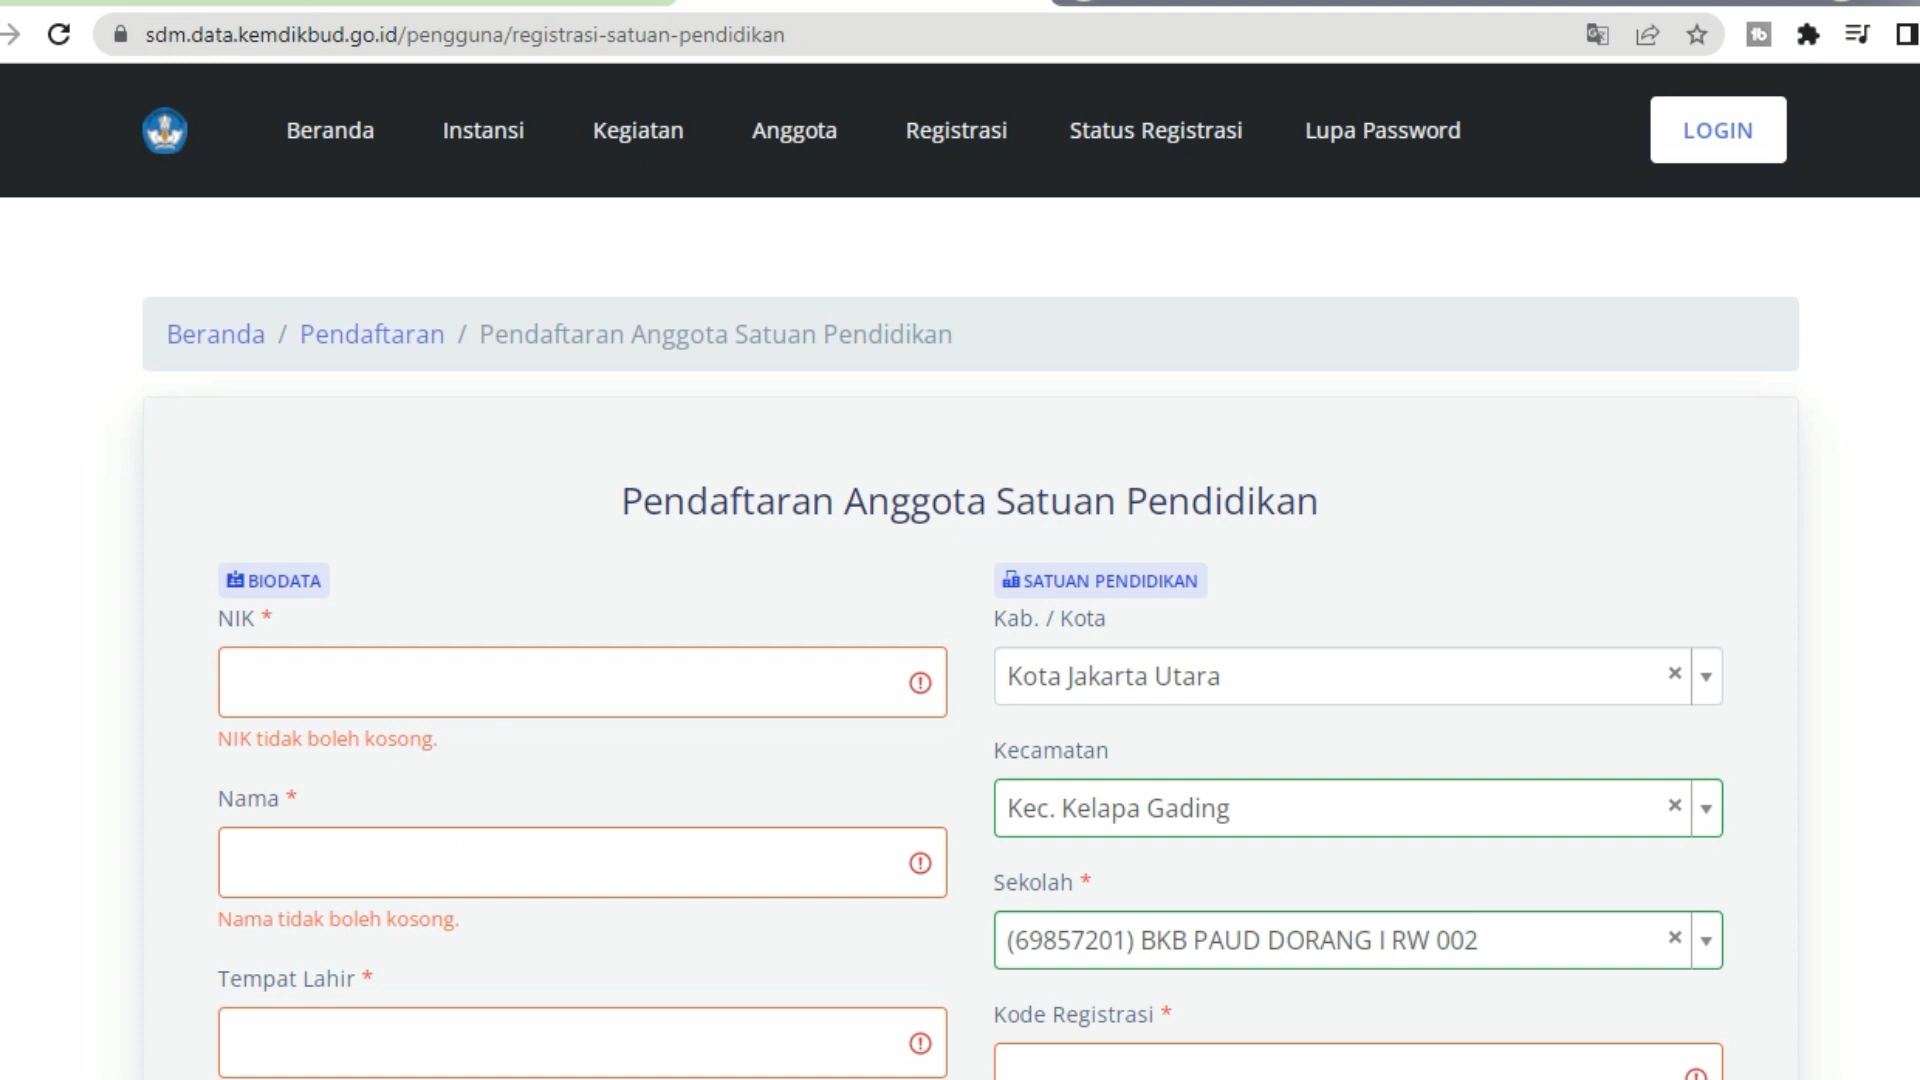 sdm.data.kemdikbud.go.id/pengguna/registrasi-satuan-pendidikan
Beranda Instansi Kegiatan Anggota Registrasi Status Registrasi Lupa Password LOGIN
Beranda / Pendaftaran / Pendaftaran Anggota Satuan Pendidikan
Pendaftaran Anggota Satuan Pendidikan
BIODATA
NIK *
NIK tidak boleh kosong.
Nama *
Nama tidak boleh kosong.
Tempat Lahir *
SATUAN PENDIDIKAN
Kab. / Kota
Kota Jakarta Utara
Kecamatan
Kec. Kelapa Gading
Sekolah *
(69857201) BKB PAUD DORANG I RW 002
Kode Registrasi *